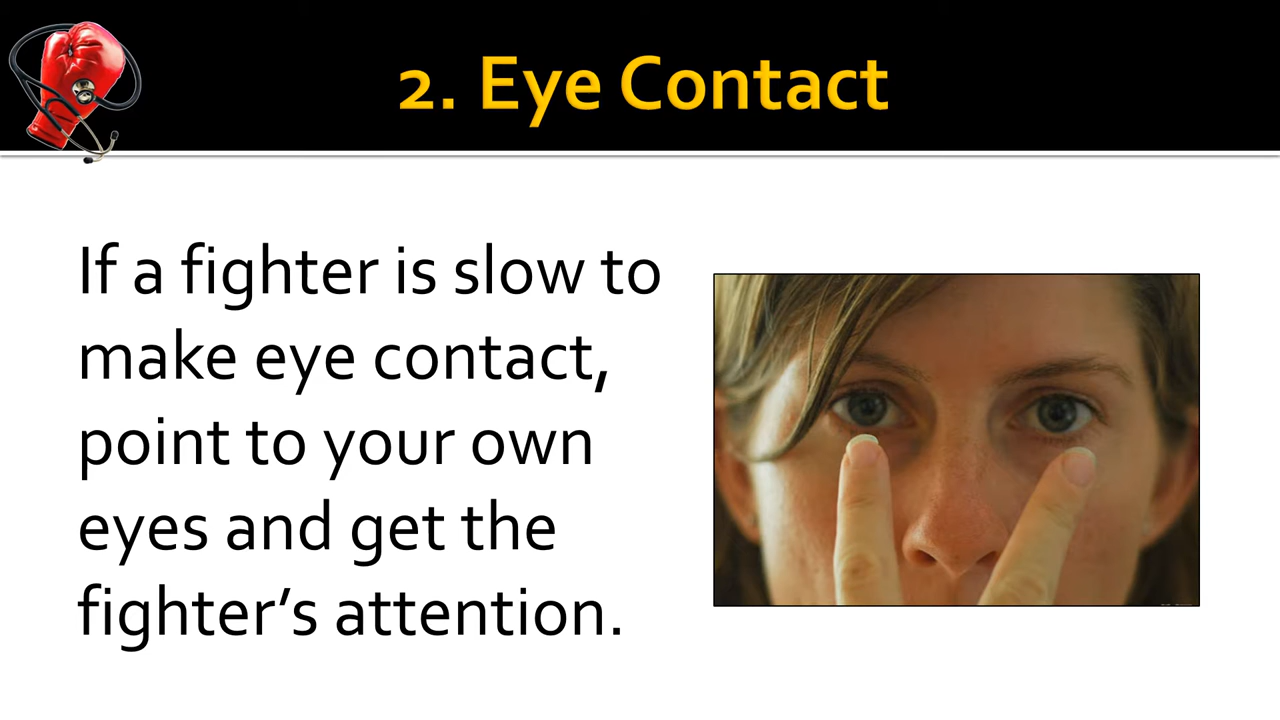 2. Eye Contact
If a fighter is slow to
make eye contact,
point to your own
eyes and get the
fighter’s attention.